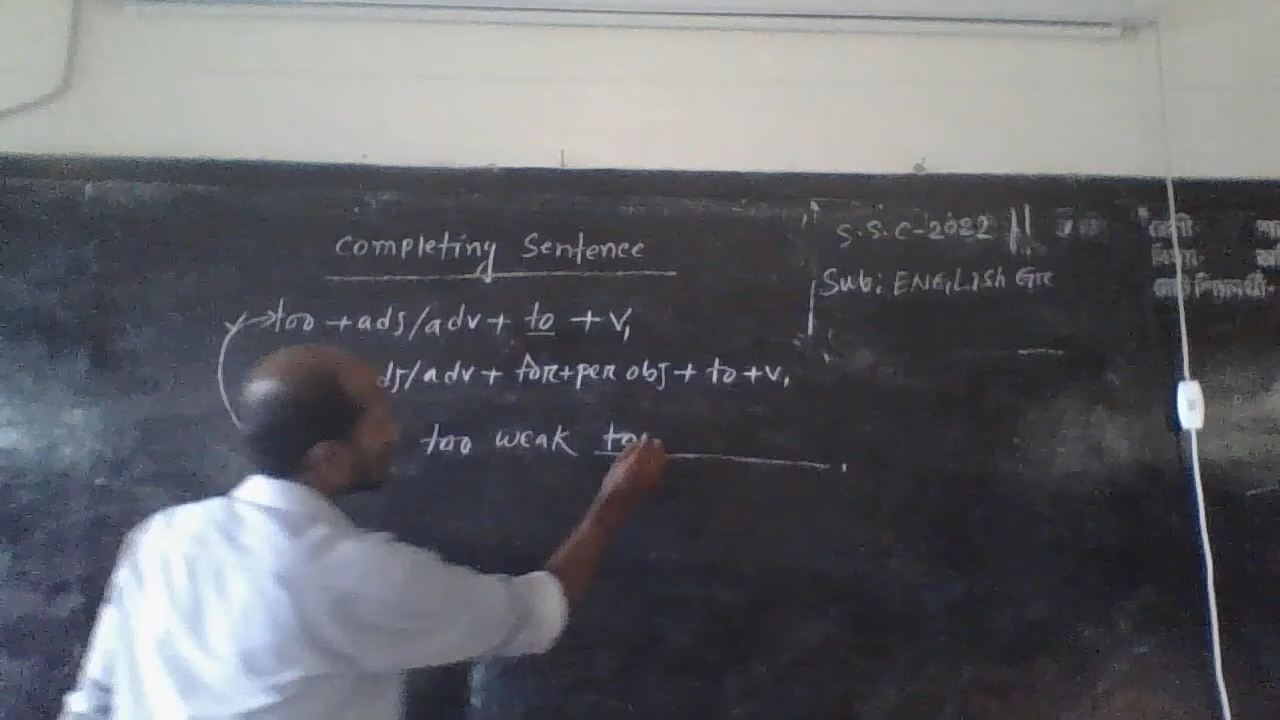 Completing Sentence
too + adj/adv + to + V₁
dj/adv + for + per obj + to + v₁
too weak to
S.S.C-2022
Sub: ENGLISH Gr